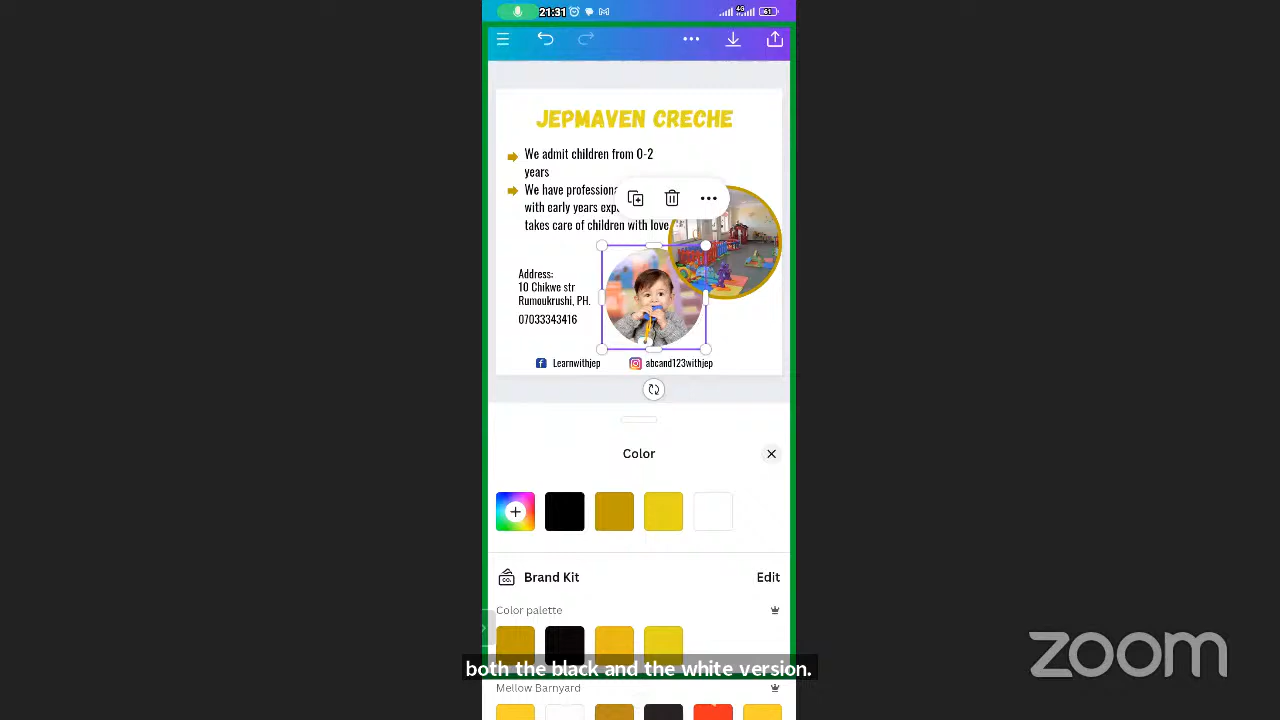 21:31
4G
61
JEPMAVEN CRECHE
We admit children from 0-2
years
We have professiona
with early years exp
takes care of children with love
Address:
10 Chikwe str
Rumoukrushi, PH.
07033343416
Learnwithjep
abcand123withjep
Color
Brand Kit
Edit
Color palette
both the black and the white version.
Mellow Barnyard
zoom